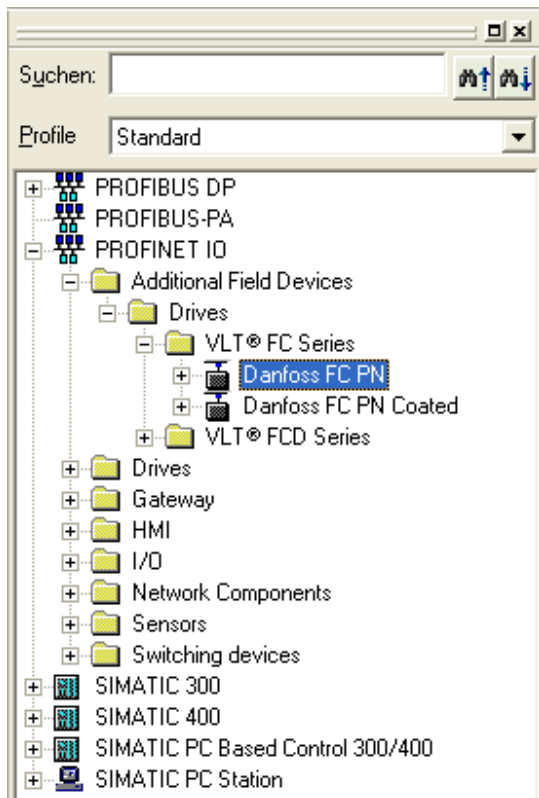 Suchen:
Profile Standard
PROFIBUS DP
PROFIBUS-PA
PROFINET IO
Additional Field Devices
Drives
VLT® FC Series
Danfoss FC PN
Danfoss FC PN Coated
VLT® FCD Series
Drives
Gateway
HMI
I/O
Network Components
Sensors
Switching devices
SIMATIC 300
SIMATIC 400
SIMATIC PC Based Control 300/400
SIMATIC PC Station